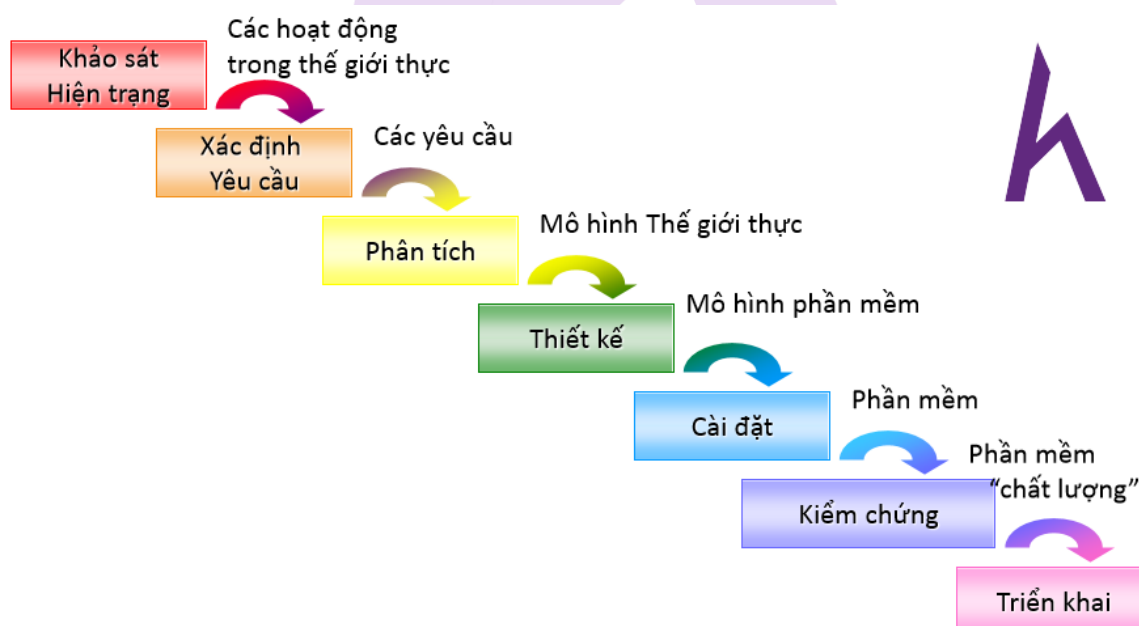 Khảo sát
Hiện trạng
Các hoạt động
trong thế giới thực
Xác định
Yêu cầu
Các yêu cầu
Phân tích
Mô hình Thế giới thực
Thiết kế
Mô hình phần mềm
Cài đặt
Phần mềm
Kiểm chứng
Phần mềm
“chất lượng”
Triển khai